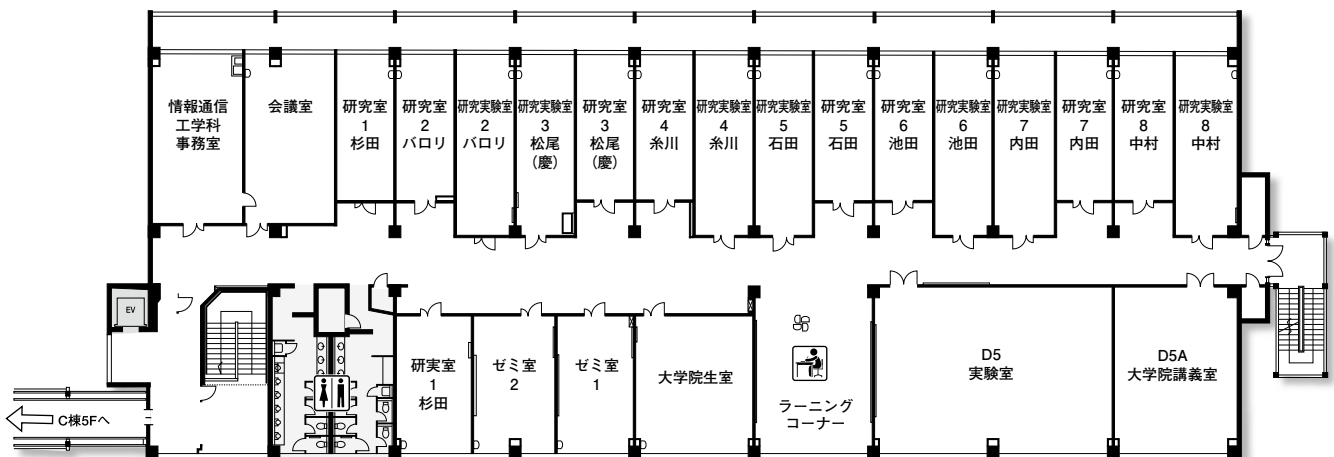 情報通信
工学科
事務室
会議室
研究室
1
杉田
研究室
2
バロリ
研究実験室
2
バロリ
研究実験室
3
松尾
(慶)
研究室
3
松尾
(慶)
研究室
4
糸川
研究実験室
4
糸川
研究実験室
5
石田
研究室
5
石田
研究室
6
池田
研究実験室
6
池田
研究実験室
7
内田
研究室
7
内田
研究室
8
中村
研究実験室
8
中村
EV
C棟5Fへ
研実室
1
杉田
ゼミ室
2
ゼミ室
1
大学院生室
ラーニング
コーナー
D5
実験室
D5A
大学院講義室